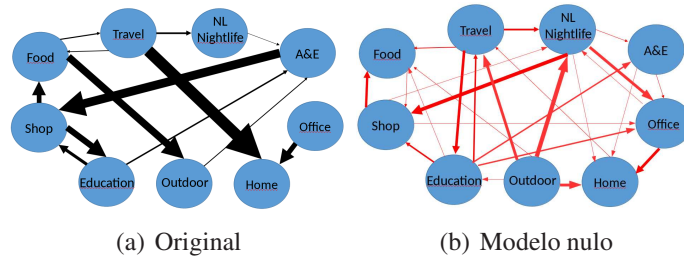 Food
Travel
NL
Nightlife
A&E
Shop
Office
Education
Outdoor
Home
(a) Original
Food
Travel
NL
Nightlife
A&E
Shop
Office
Education
Outdoor
Home
(b) Modelo nulo